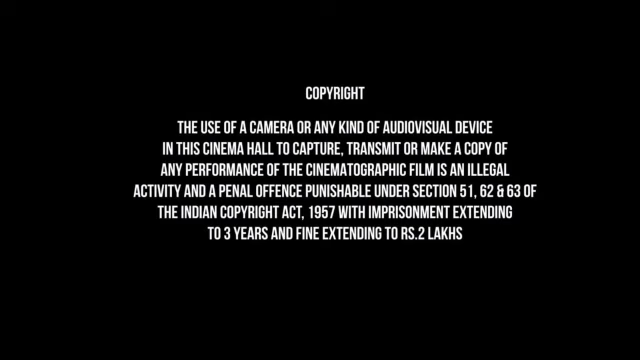 COPYRIGHT
THE USE OF A CAMERA OR ANY KIND OF AUDIOVISUAL DEVICE
IN THIS CINEMA HALL TO CAPTURE, TRANSMIT OR MAKE A COPY OF
ANY PERFORMANCE OF THE CINEMATOGRAPHIC FILM IS AN ILLEGAL
ACTIVITY AND A PENAL OFFENCE PUNISHABLE UNDER SECTION 51, 62 & 63 OF
THE INDIAN COPYRIGHT ACT, 1957 WITH IMPRISONMENT EXTENDING
TO 3 YEARS AND FINE EXTENDING TO RS.2 LAKHS